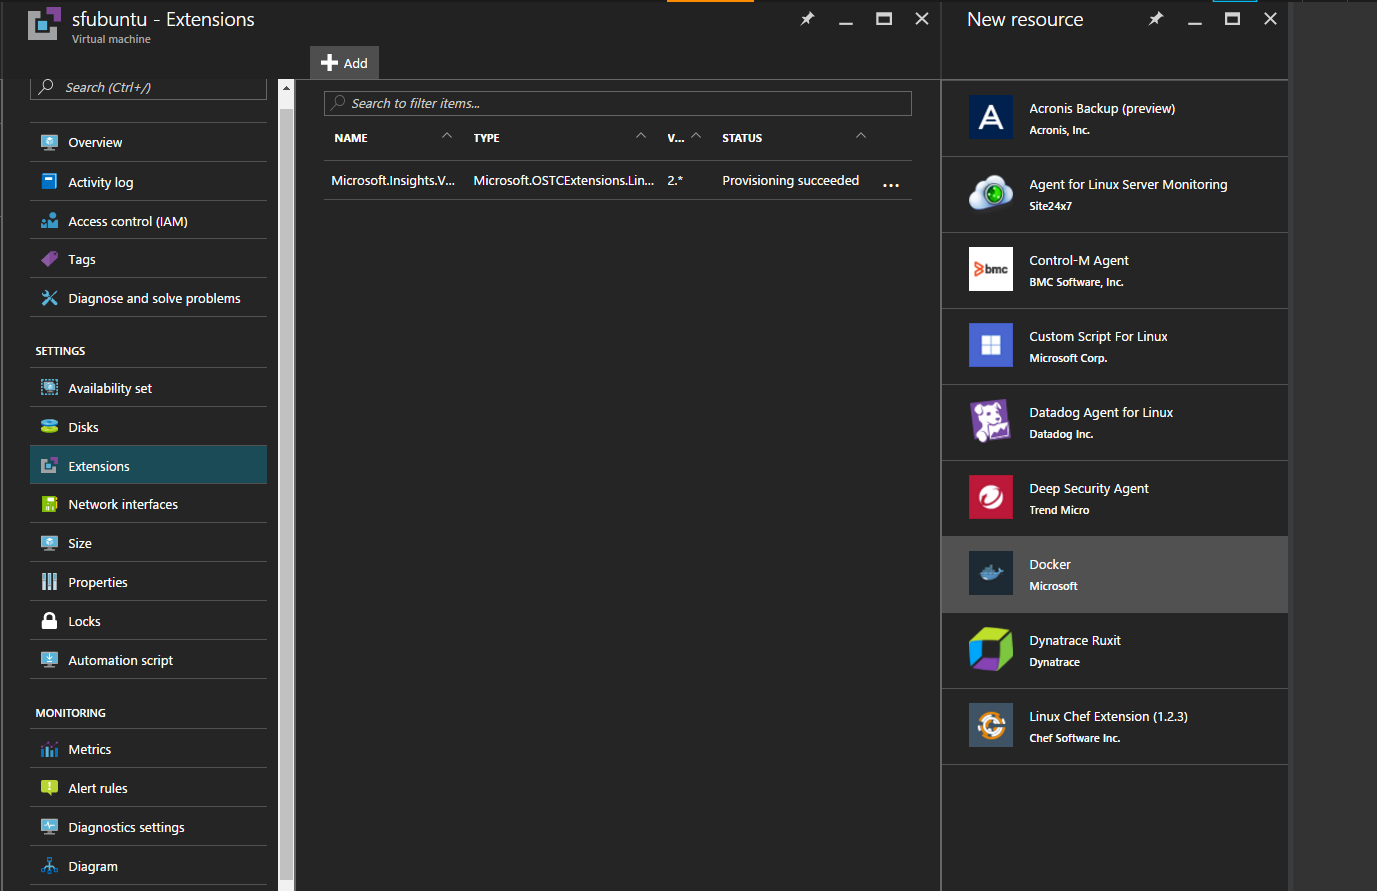 sfubuntu - Extensions
Virtual machine
Search (Ctrl+/)
Overview
Activity log
Access control (IAM)
Tags
Diagnose and solve problems
SETTINGS
Availability set
Disks
Extensions
Network interfaces
Size
Properties
Locks
Automation script
MONITORING
Metrics
Alert rules
Diagnostics settings
Diagram
Add
Search to filter items...
NAME TYPE V... STATUS
Microsoft.Insights.V... Microsoft.OSTCExtensions.Lin... 2.* Provisioning succeeded ...
New resource
A
Acronis Backup (preview)
Acronis, Inc.
Agent for Linux Server Monitoring
Site24x7
bmc
Control-M Agent
BMC Software, Inc.
Custom Script For Linux
Microsoft Corp.
Datadog Agent for Linux
Datadog Inc.
Deep Security Agent
Trend Micro
Docker
Microsoft
Dynatrace Ruxit
Dynatrace
Linux Chef Extension (1.2.3)
Chef Software Inc.